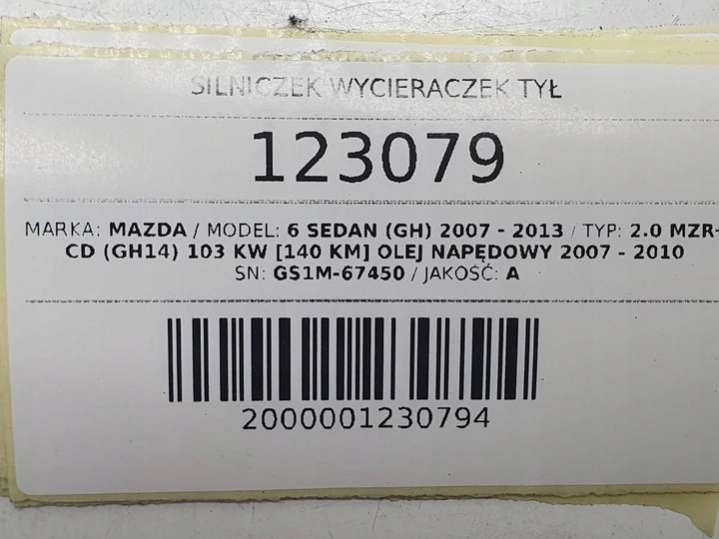 SILNICZEK WYCIERACZEK TYŁ
123079
MARKA: MAZDA / MODEL: 6 SEDAN (GH) 2007 - 2013 / TYP: 2.0 MZR-
CD (GH14) 103 KW [140 KM] OLEJ NAPĘDOWY 2007 - 2010
SN: GS1M-67450 / JAKOŚĆ: A
2000001230794